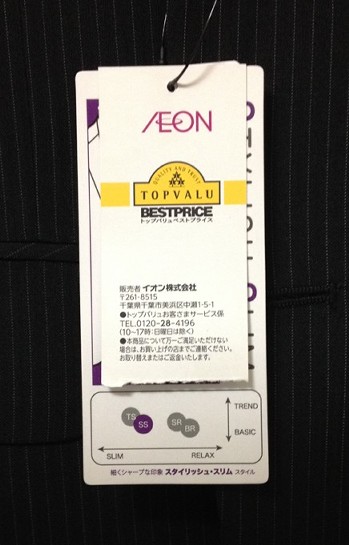 ÆON
QUALITY AND TRUST
TOPVALU
BESTPRICE
トップバリュベストプライス
販売者 イオン株式会社
〒261-8515
千葉県千葉市美浜区中瀬1-5-1
●トップバリュお客さまサービス係
TEL.0120-28-4196
(10~17時:日曜日は除く)
●本商品について万一ご満足いただけない
場合は、お買い上げの店までご連絡ください。
お取り替えまたはご返金いたします。
TS
SS
SR
BR
TREND
BASIC
SLIM
RELAX
細くシャープな印象 スタイリッシュ・スリム スタイル